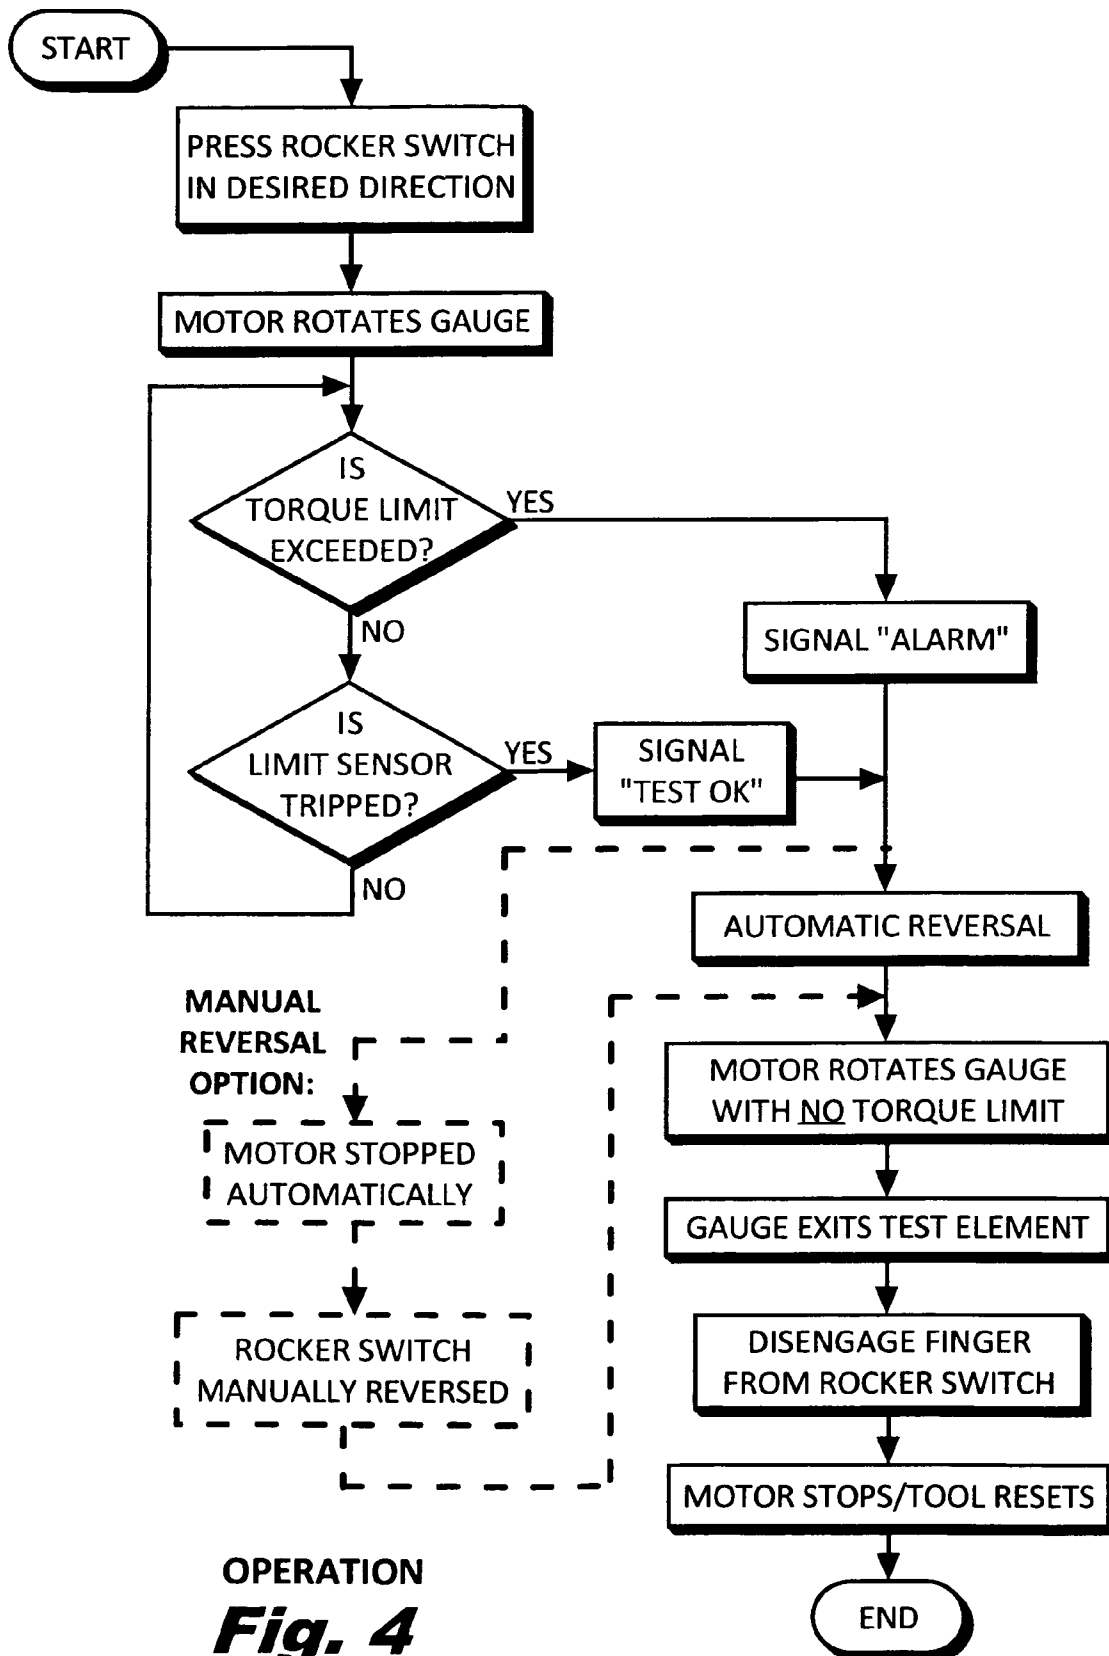 START
PRESS ROCKER SWITCH
IN DESIRED DIRECTION
MOTOR ROTATES GAUGE
IS
TORQUE LIMIT
EXCEEDED?
YES
NO
SIGNAL "ALARM"
IS
LIMIT SENSOR
TRIPPED?
YES
NO
SIGNAL
"TEST OK"
AUTOMATIC REVERSAL
MANUAL
REVERSAL
OPTION:
MOTOR STOPPED
AUTOMATICALLY
ROCKER SWITCH
MANUALLY REVERSED
MOTOR ROTATES GAUGE
WITH NO TORQUE LIMIT
GAUGE EXITS TEST ELEMENT
DISENGAGE FINGER
FROM ROCKER SWITCH
MOTOR STOPS/TOOL RESETS
END
OPERATION
Fig. 4